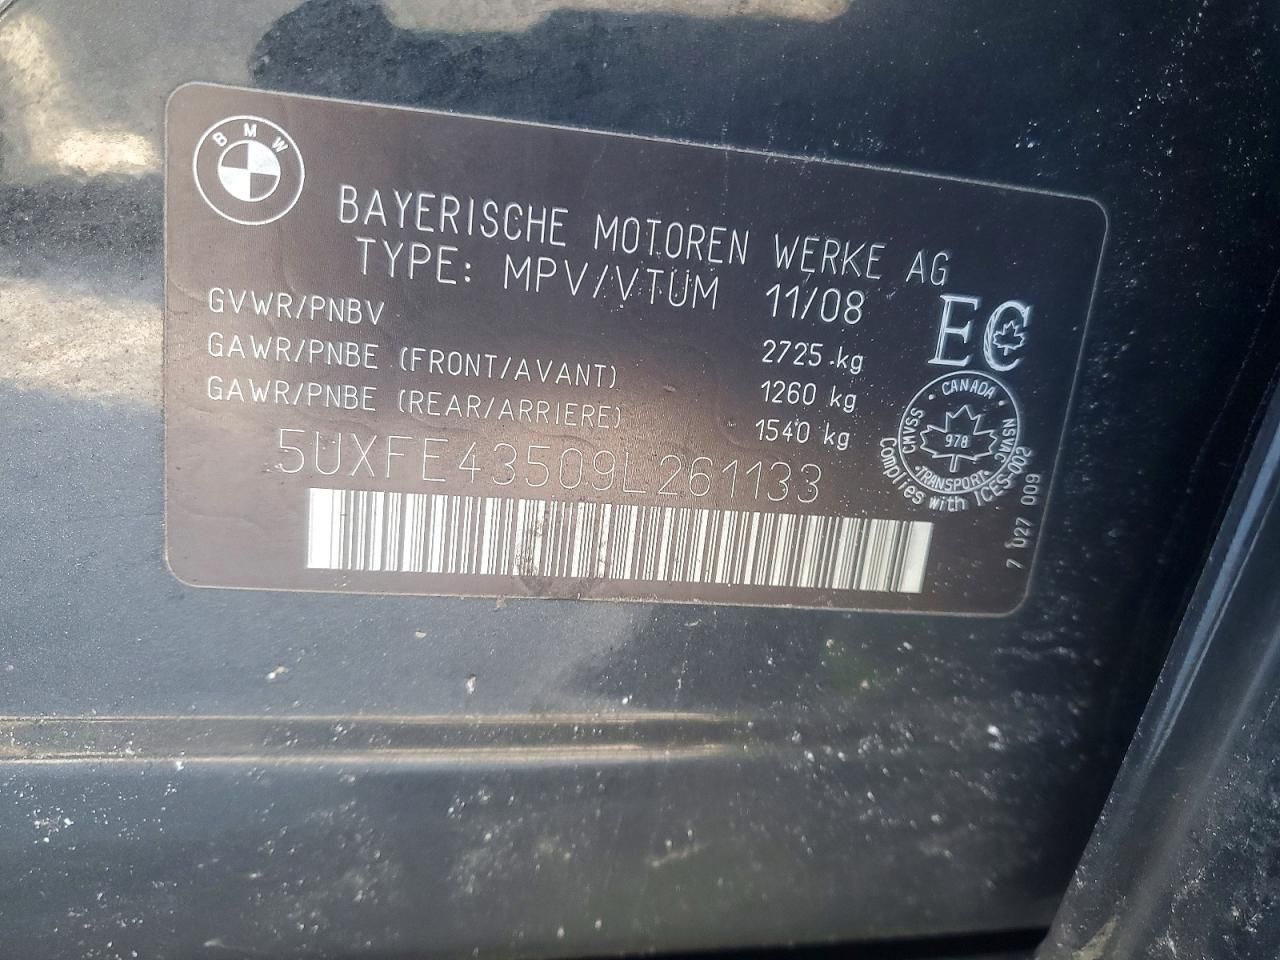 BMW
BAYERISCHE MOTOREN WERKE AG
TYPE: MPV/VTUM 11/08
GVWR/PNBV 2725 kg
GAWR/PNBE (FRONT/AVANT) 1260 kg
GAWR/PNBE (REAR/ARRIERE) 1540 kg
5UXFE43509L261133
EC
CANADA
CMVSS
NSVAC
978
TRANSPORT
Complies with ICES-002
7 027 009